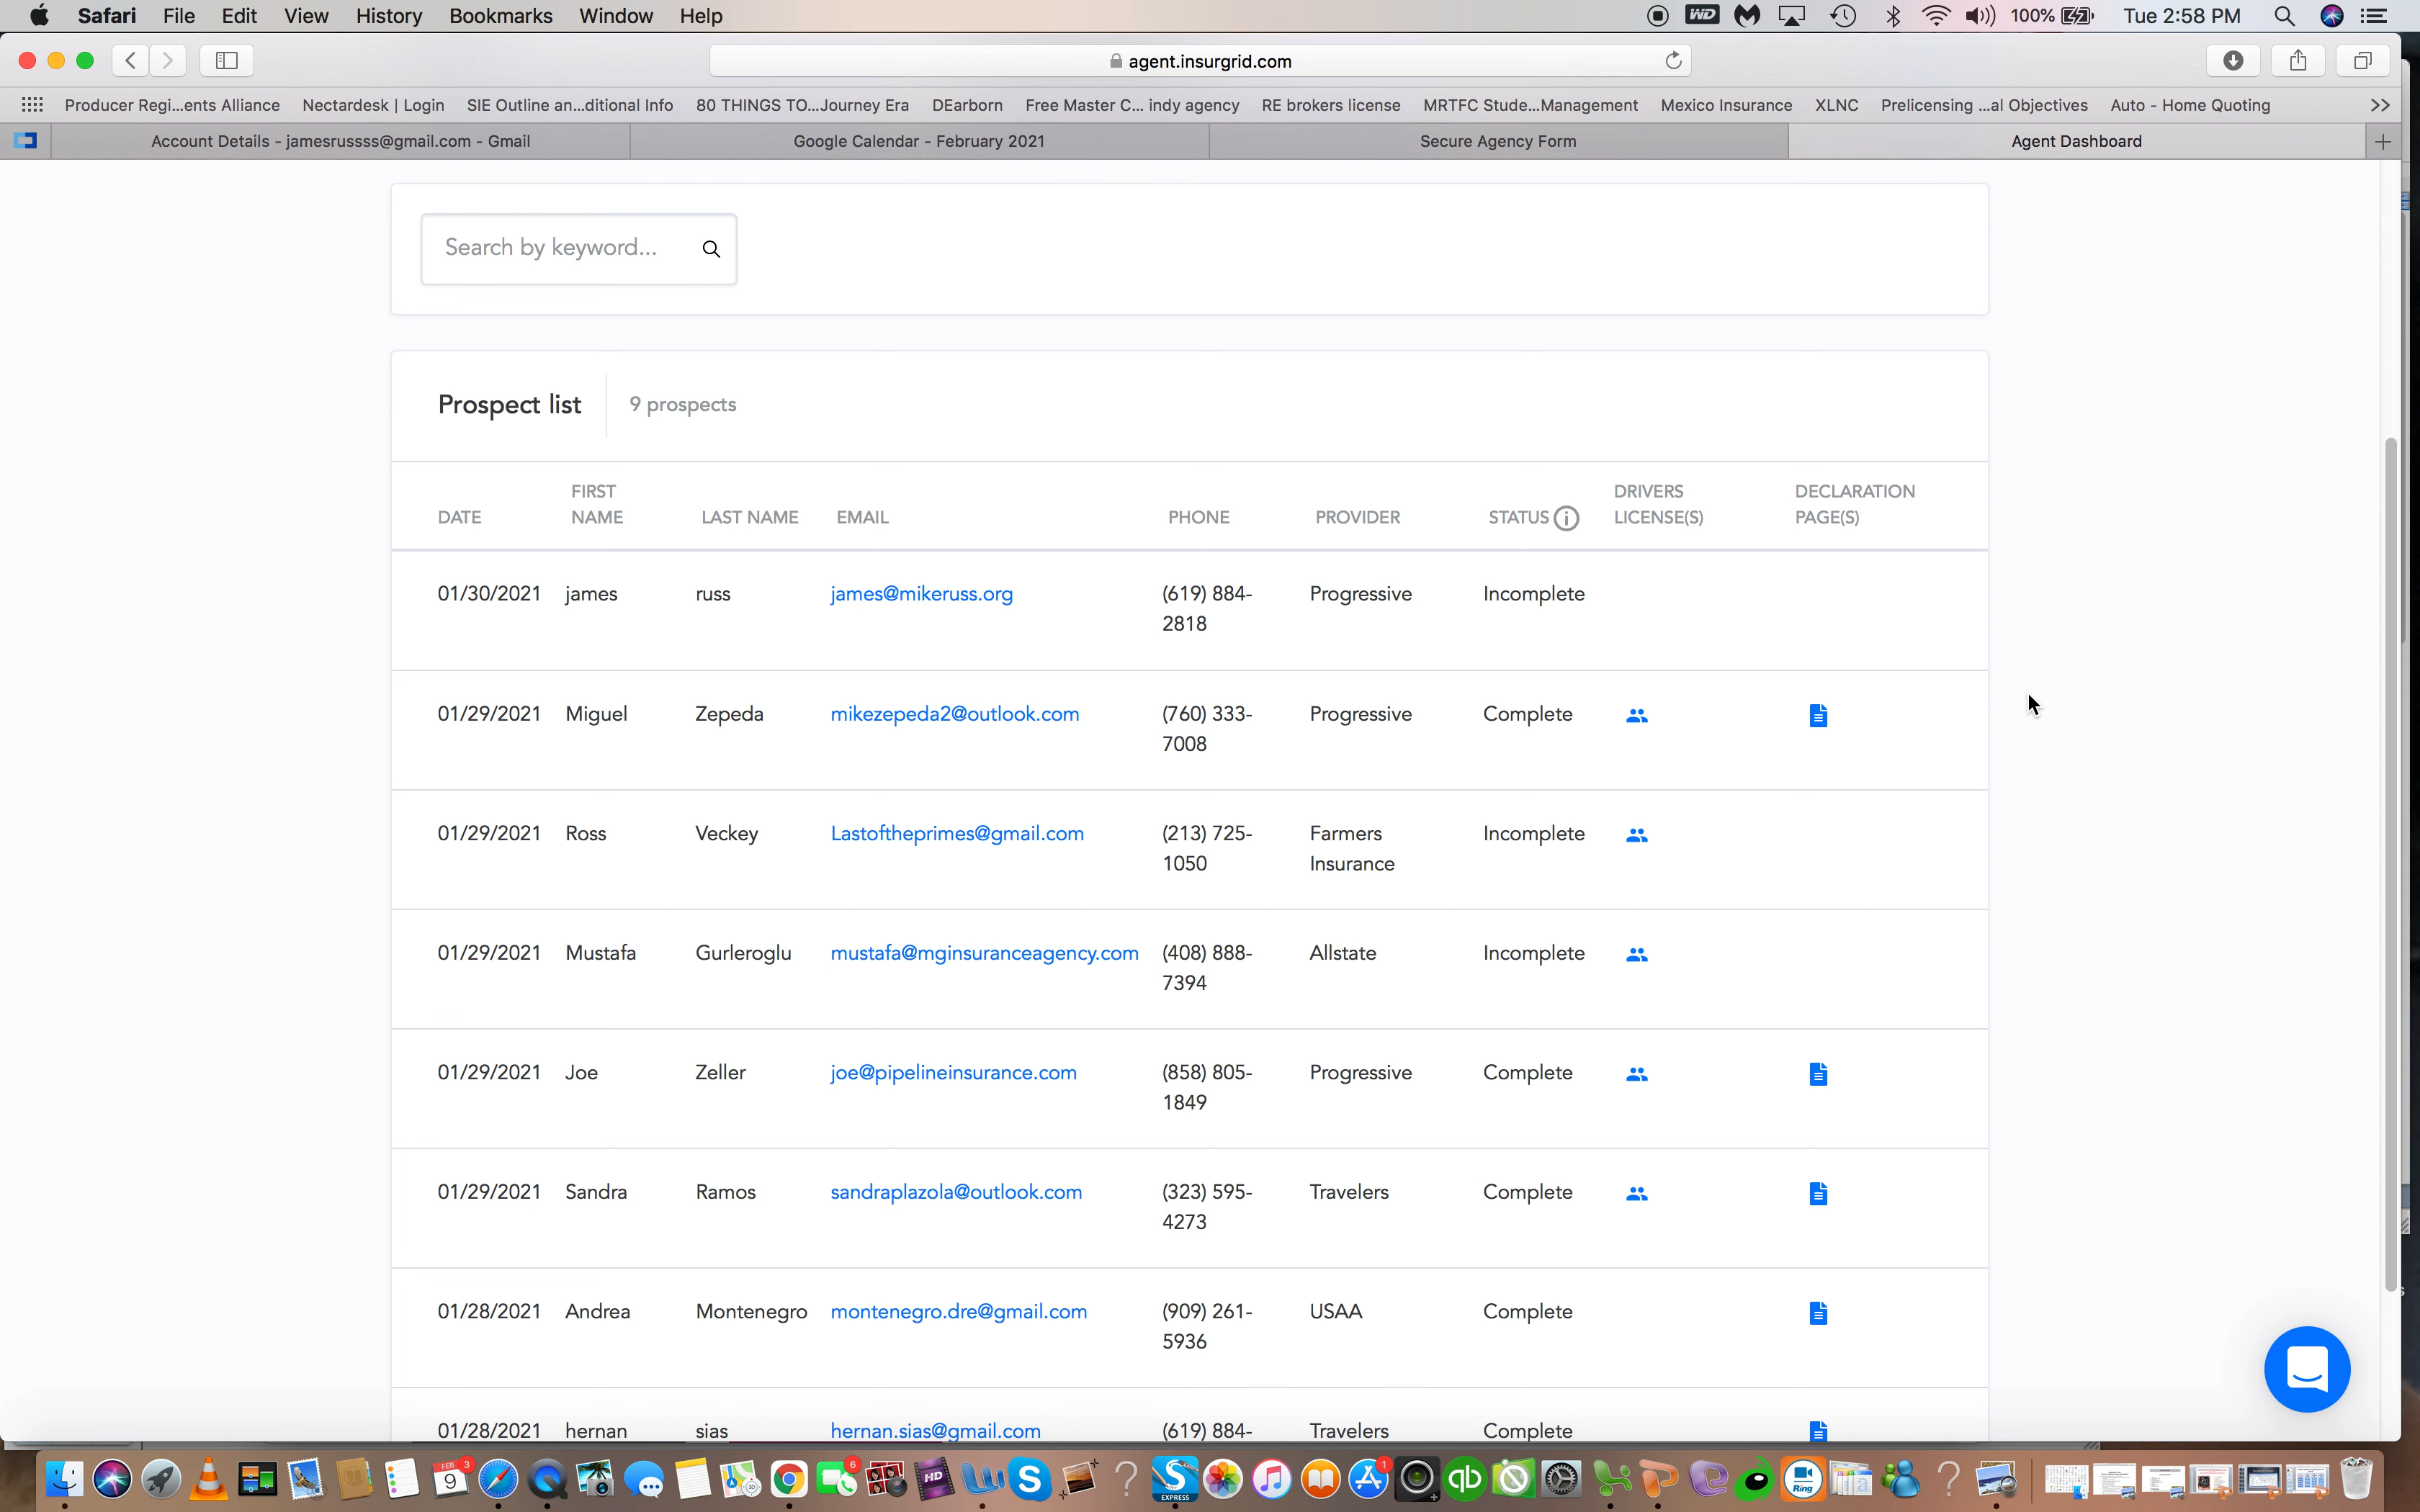 Safari File Edit View History Bookmarks Window Help WD 100% Tue 2:58 PM
agent.insurgrid.com
Producer Regi...ents Alliance Nectardesk | Login SIE Outline an...ditional Info 80 THINGS TO...Journey Era DEarborn Free Master C... indy agency RE brokers license MRTFC Stude...Management Mexico Insurance XLNC Prelicensing ...al Objectives Auto - Home Quoting >>
Account Details - jamesrussss@gmail.com - Gmail Google Calendar - February 2021 Secure Agency Form Agent Dashboard
Search by keyword...
Prospect list 9 prospects
FIRST DRIVERS DECLARATION
DATE NAME LAST NAME EMAIL PHONE PROVIDER STATUS LICENSE(S) PAGE(S)
01/30/2021 james russ james@mikeruss.org (619) 884- Progressive Incomplete
2818
01/29/2021 Miguel Zepeda mikezepeda2@outlook.com (760) 333- Progressive Complete
7008
01/29/2021 Ross Veckey Lastoftheprimes@gmail.com (213) 725- Farmers Incomplete
1050 Insurance
01/29/2021 Mustafa Gurleroglu mustafa@mginsuranceagency.com (408) 888- Allstate Incomplete
7394
01/29/2021 Joe Zeller joe@pipelineinsurance.com (858) 805- Progressive Complete
1849
01/29/2021 Sandra Ramos sandraplazola@outlook.com (323) 595- Travelers Complete
4273
01/28/2021 Andrea Montenegro montenegro.dre@gmail.com (909) 261- USAA Complete
5936
01/28/2021 hernan sias hernan.sias@gmail.com (619) 884- Travelers Complete
FEB 9 3 6 HD S EXPRESS 1 qb Ring